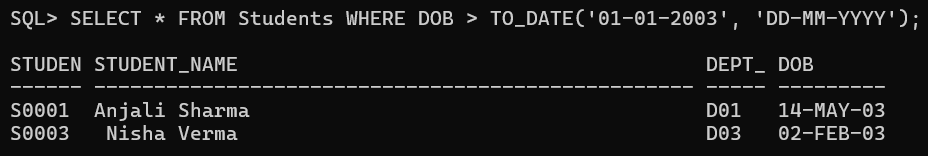 SQL> SELECT * FROM Students WHERE DOB > TO_DATE('01-01-2003', 'DD-MM-YYYY');
STUDEN STUDENT_NAME                                       DEPT_ DOB
------ -------------------------------------------------- ----- ---------
S0001  Anjali Sharma                                      D01   14-MAY-03
S0003   Nisha Verma                                       D03   02-FEB-03